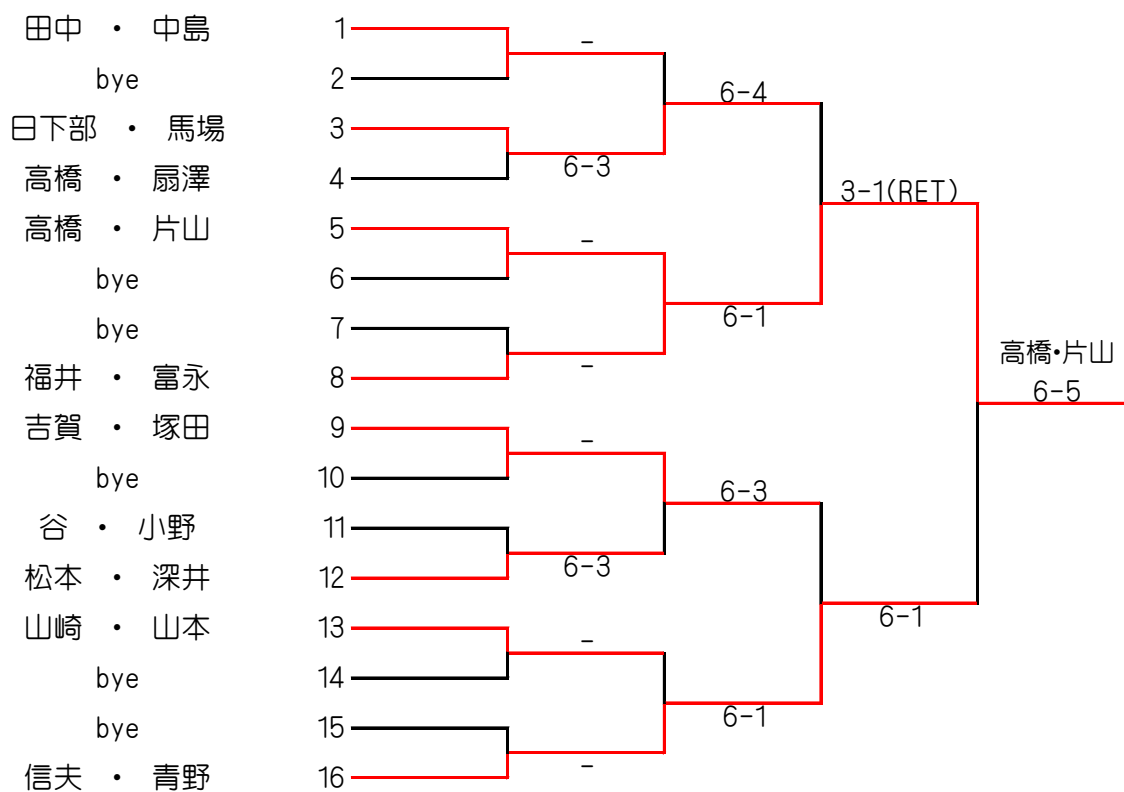 田中 ・ 中島 1
-
bye 2
6-4
日下部 ・ 馬場 3
6-3
高橋 ・ 扇澤 4
3-1(RET)
高橋 ・ 片山 5
-
bye 6
6-1
bye 7
高橋・片山
-
福井 ・ 富永 8
6-5
吉賀 ・ 塚田 9
-
bye 10
6-3
谷 ・ 小野 11
6-3
松本 ・ 深井 12
6-1
山崎 ・ 山本 13
-
bye 14
6-1
bye 15
-
信夫 ・ 青野 16